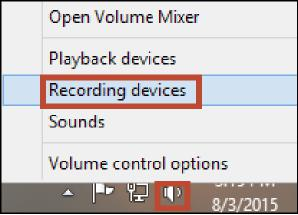 Open Volume Mixer
Playback devices
Recording devices
Sounds
Volume control options
8/3/2015